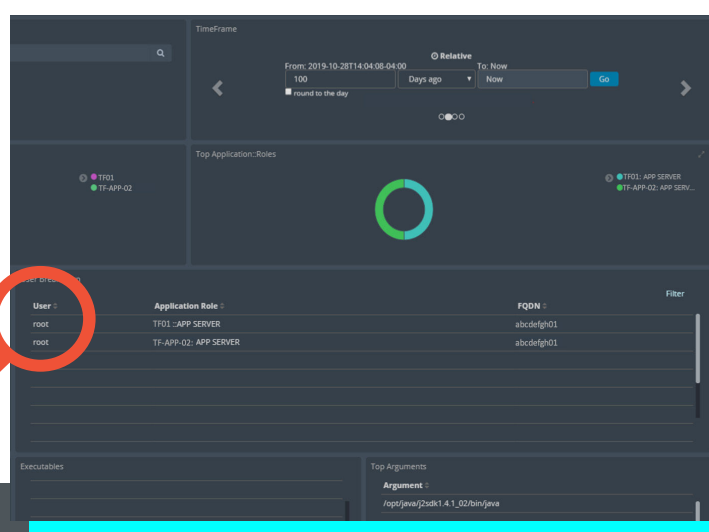 TimeFrame
Relative
From: 2019-10-28T14:04:08-04:00 To: Now
100 Days ago Now Go
round to the day
TF01
TF-APP-02
Top Application::Roles
TF01: APP SERVER
TF-APP-02: APP SERV...
Filter
User Application Role FQDN
root TF01 ::APP SERVER abcdefgh01
root TF-APP-02: APP SERVER abcdefgh01
Executables
Top Arguments
Argument
/opt/java/j2sdk1.4.1_02/bin/java